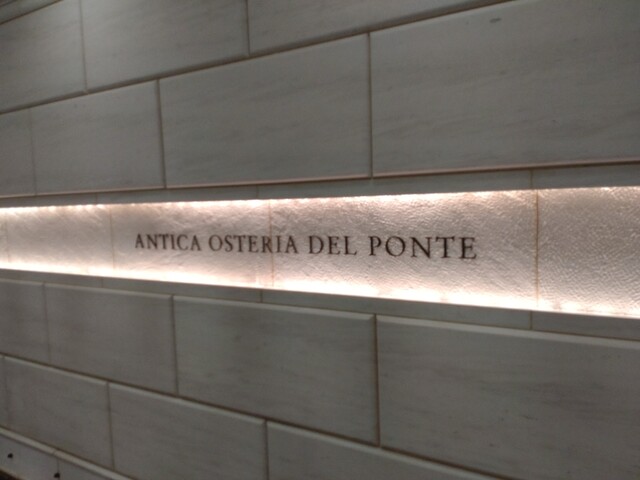 ANTICA OSTERIA DEL PONTE